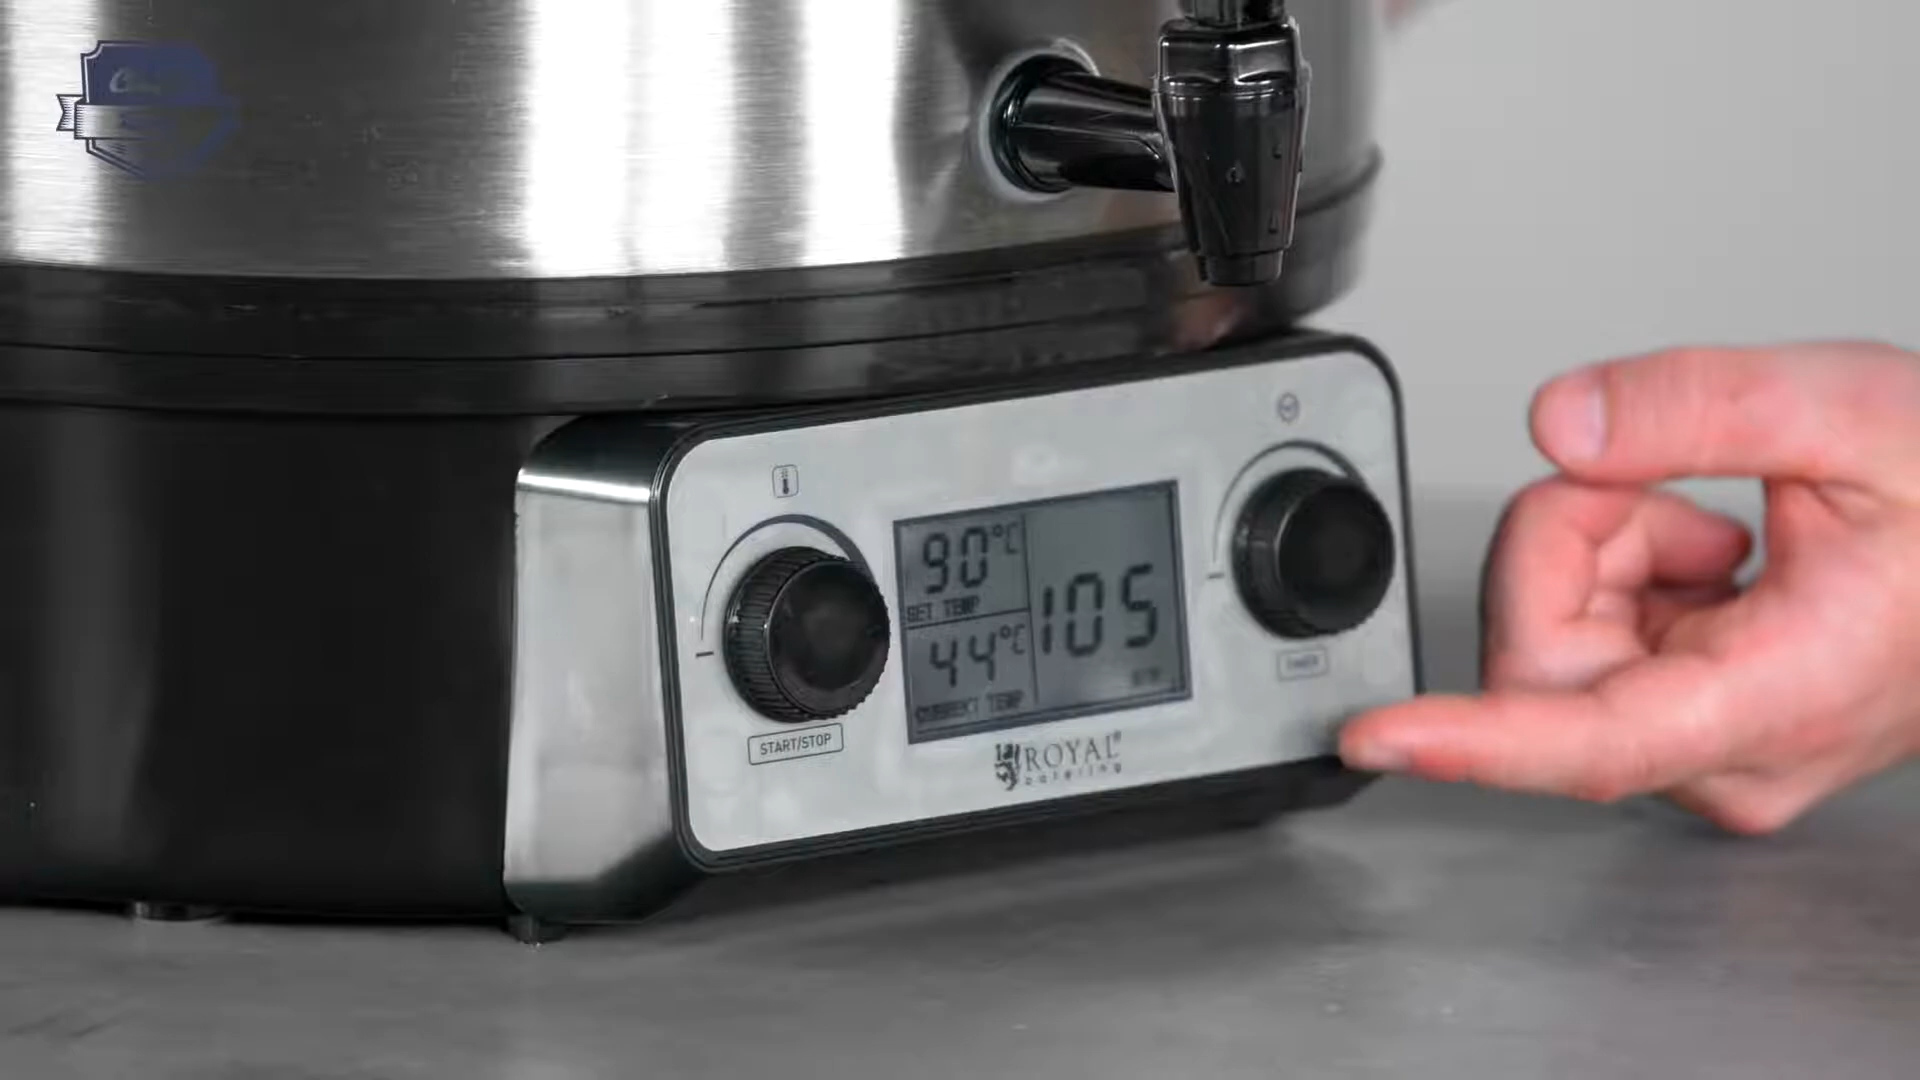 90°C
SET TEMP
44°C
CURRENT TEMP
105
START/STOP
ROYAL
catering